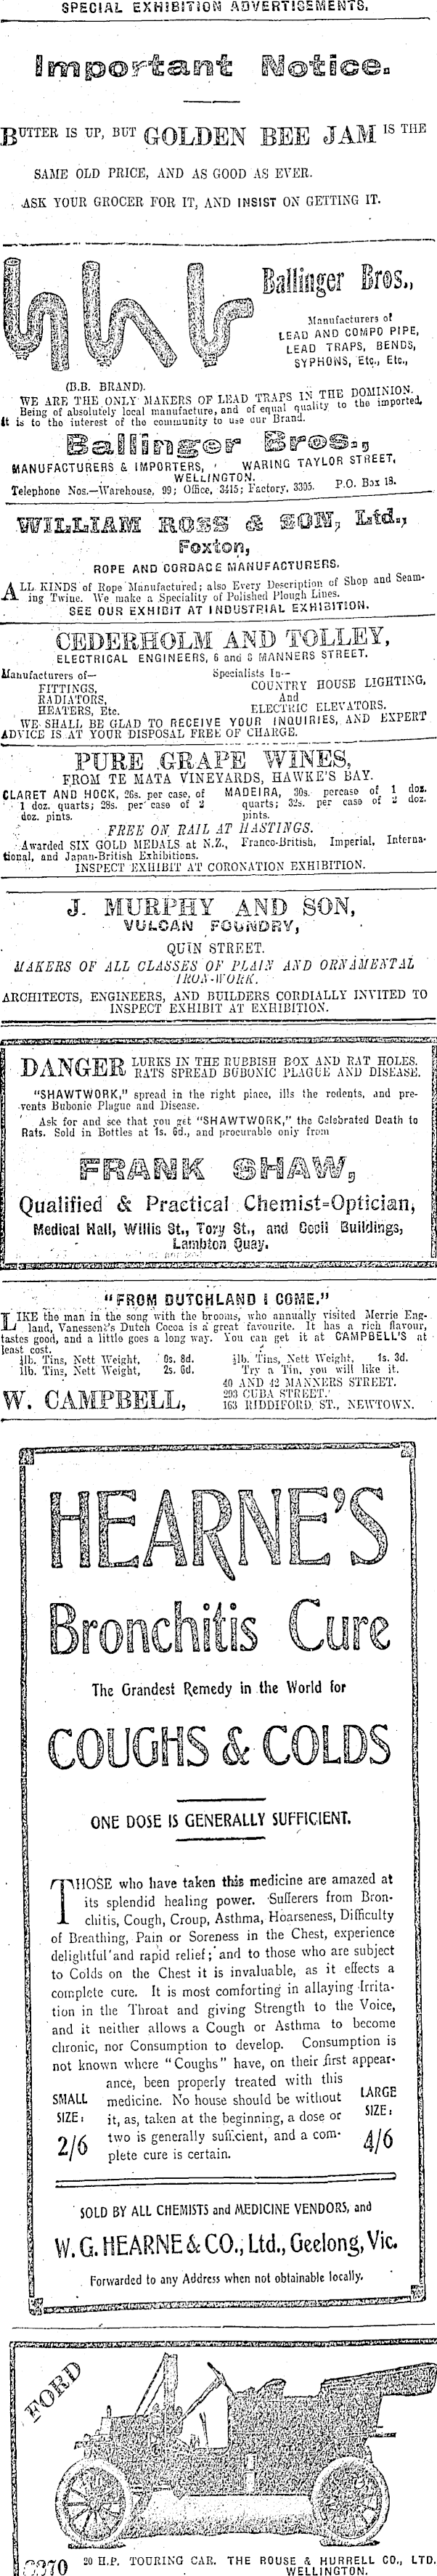 SPECIAL EXHIBITION ADVERTISEMENTS.
Important Notice.
BUTTER IS UP, BUT GOLDEN BEE JAM IS THE
SAME OLD PRICE, AND AS GOOD AS EVER.
ASK YOUR GROCER FOR IT, AND INSIST ON GETTING IT.
Ballinger Bros.,
Manufacturers of
LEAD AND COMPO PIPE,
LEAD TRAPS, BENDS,
SYPHONS, Etc., Etc.,
(B.B. BRAND).
WE ARE THE ONLY MAKERS OF LEAD TRAPS IN THE DOMINION.
Being of absolutely local manufacture, and of equal quality to the imported,
it is to the interest of the community to use our Brand.
Ballinger Bros.,
MANUFACTURERS & IMPORTERS, WARING TAYLOR STREET,
WELLINGTON.
Telephone Nos.—Warehouse, 99; Office, 3415; Factory, 3305. P.O. Box 18.
WILLIAM ROSS & SON, Ltd.,
Foxton,
ROPE AND CORDAGE MANUFACTURERS.
ALL KINDS of Rope Manufactured; also Every Description of Shop and Seam-
ing Twine. We make a Speciality of Polished Plough Lines.
SEE OUR EXHIBIT AT INDUSTRIAL EXHIBITION.
CEDERHOLM AND TOLLEY,
ELECTRICAL ENGINEERS, 6 and 8 MANNERS STREET.
Manufacturers of— Specialists In—
FITTINGS, COUNTRY HOUSE LIGHTING,
RADIATORS, And
HEATERS, Etc. ELECTRIC ELEVATORS.
WE SHALL BE GLAD TO RECEIVE YOUR INQUIRIES, AND EXPERT
ADVICE IS AT YOUR DISPOSAL FREE OF CHARGE.
PURE GRAPE WINES,
FROM TE MATA VINEYARDS, HAWKE'S BAY.
CLARET AND HOCK, 26s. per case, of MADEIRA, 30s. percase of 1 doz.
1 doz. quarts; 28s. per case of 2 quarts; 32s. per case of 2 doz.
doz. pints. pints.
FREE ON RAIL AT HASTINGS.
Awarded SIX GOLD MEDALS at N.Z., Franco-British, Imperial, Interna-
tional, and Japan-British Exhibitions.
INSPECT EXHIBIT AT CORONATION EXHIBITION.
J. MURPHY AND SON,
VULCAN FOUNDRY,
QUIN STREET.
MAKERS OF ALL CLASSES OF PLAIN AND ORNAMENTAL
IRON-WORK.
ARCHITECTS, ENGINEERS, AND BUILDERS CORDIALLY INVITED TO
INSPECT EXHIBIT AT EXHIBITION.
DANGER LURKS IN THE RUBBISH BOX AND RAT HOLES.
RATS SPREAD BUBONIC PLAGUE AND DISEASE.
"SHAWTWORK," spread in the right place, ills the rodents, and pre-
vents Bubonic Plague and Disease.
Ask for and see that you get "SHAWTWORK," the Celebrated Death to
Rats. Sold in Bottles at 1s. 6d., and procurable only from
FRANK SHAW,
Qualified & Practical Chemist=Optician,
Medical Hall, Willis St., Tory St., and Cecil Buildings,
Lambton Quay.
"FROM DUTCHLAND I COME."
LIKE the man in the song with the brooms, who annually visited Merrie Eng-
land, Vanessen's Dutch Cocoa is a great favourite. It has a rich flavour,
tastes good, and a little goes a long way. You can get it at CAMPBELL'S at
least cost.
lb. Tins, Nett Weight, 0s. 8d. lb. Tins, Nett Weight, 1s. 3d.
1lb. Tins, Nett Weight, 2s. 6d. Try a Tin, you will like it.
40 AND 42 MANNERS STREET.
W. CAMPBELL, 293 CUBA STREET.
163 RIDDIFORD ST., NEWTOWN.
HEARNE'S
Bronchitis Cure
The Grandest Remedy in the World for
COUGHS & COLDS
ONE DOSE IS GENERALLY SUFFICIENT.
THOSE who have taken this medicine are amazed at
its splendid healing power. Sufferers from Bron-
chitis, Cough, Croup, Asthma, Hoarseness, Difficulty
of Breathing, Pain or Soreness in the Chest, experience
delightful and rapid relief; and to those who are subject
to Colds on the Chest it is invaluable, as it effects a
complete cure. It is most comforting in allaying Irrita-
tion in the Throat and giving Strength to the Voice,
and it neither allows a Cough or Asthma to become
chronic, nor Consumption to develop. Consumption is
not known where "Coughs" have, on their first appear-
ance, been properly treated with this
medicine. No house should be without
it, as, taken at the beginning, a dose or
two is generally sufficient, and a com-
plete cure is certain.
SMALL
SIZE:
2/6
LARGE
SIZE:
4/6
SOLD BY ALL CHEMISTS and MEDICINE VENDORS, and
W. G. HEARNE & CO., Ltd., Geelong, Vic.
Forwarded to any Address when not obtainable locally.
FORD
20 H.P. TOURING CAR. THE ROUSE & HURRELL CO., LTD.
WELLINGTON.